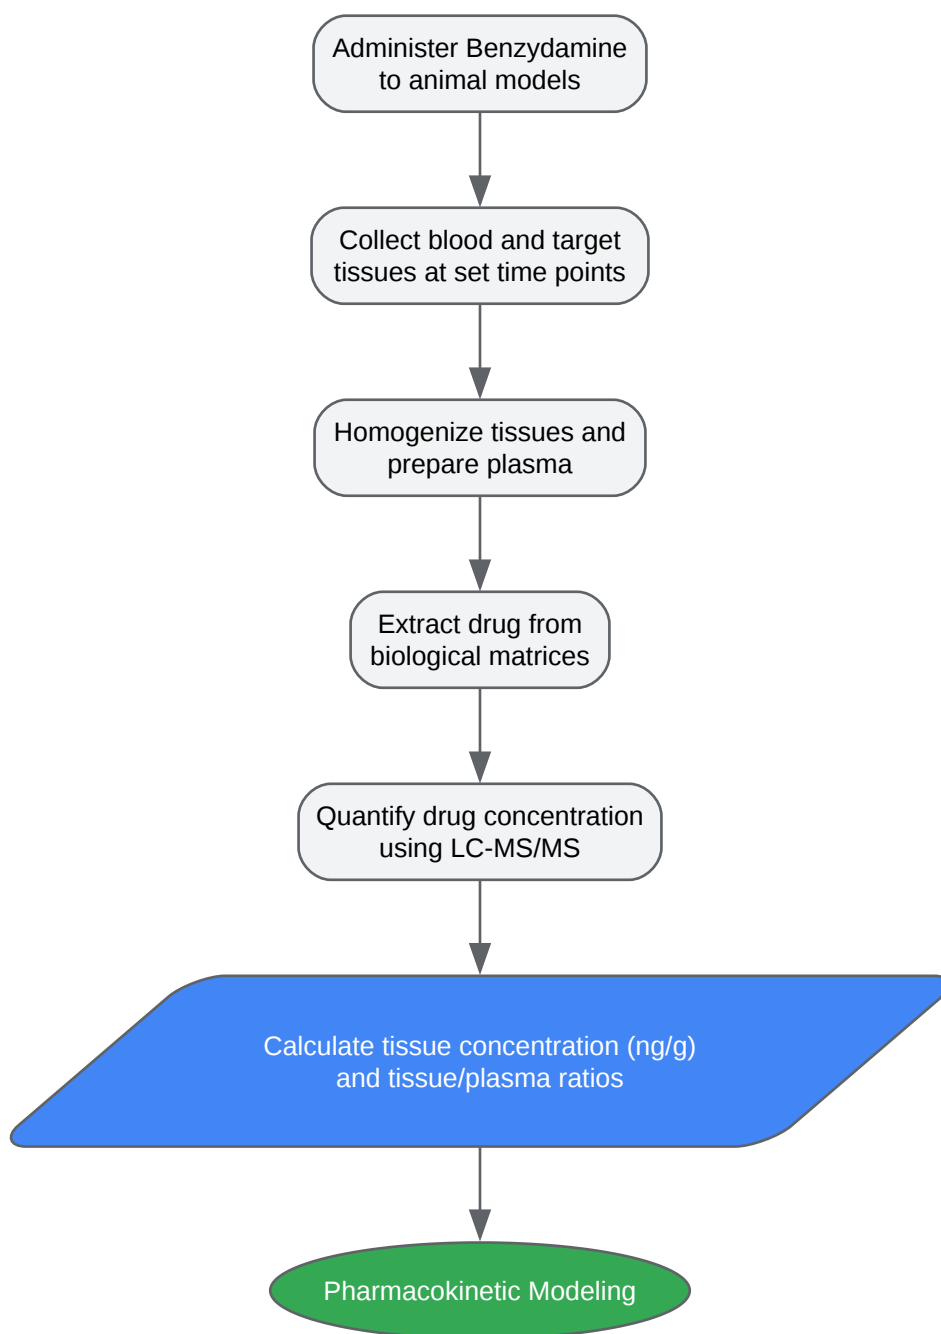 Administer Benzydamine
to animal models
Collect blood and target
tissues at set time points
Homogenize tissues and
prepare plasma
Extract drug from
biological matrices
Quantify drug concentration
using LC-MS/MS
Calculate tissue concentration (ng/g)
and tissue/plasma ratios
Pharmacokinetic Modeling